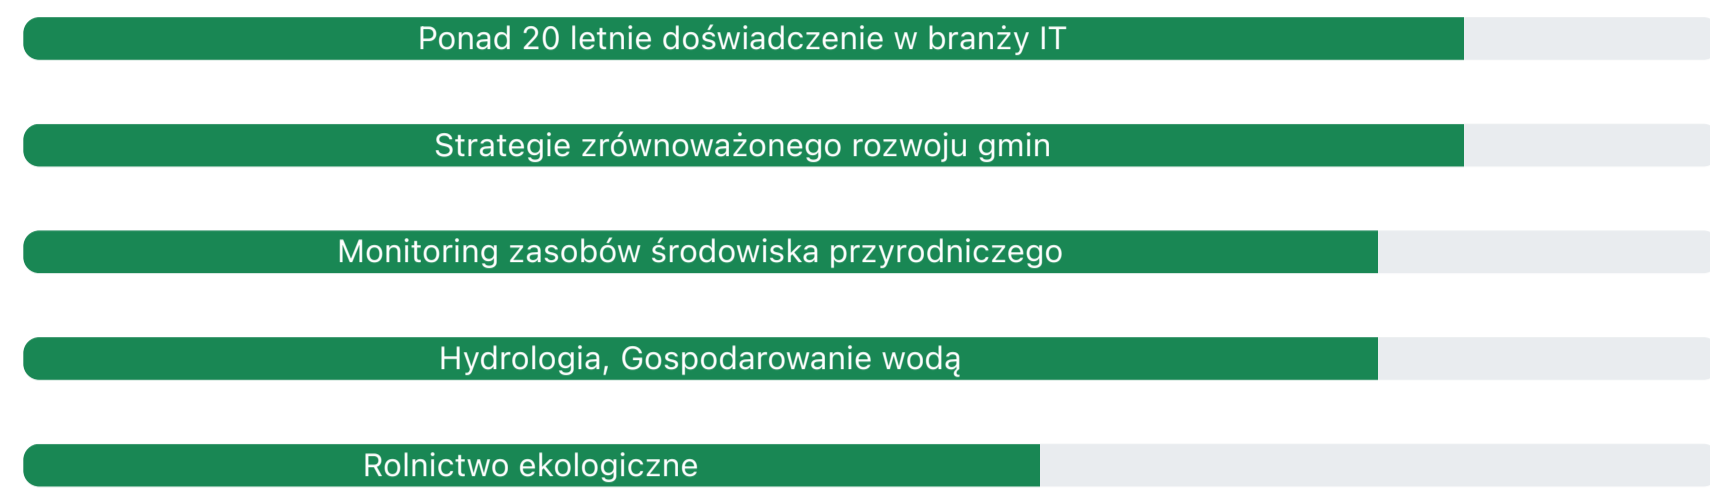 Ponad 20 letnie doświadczenie w branży IT
Strategie zrównoważonego rozwoju gmin
Monitoring zasobów środowiska przyrodniczego
Hydrologia, Gospodarowanie wodą
Rolnictwo ekologiczne